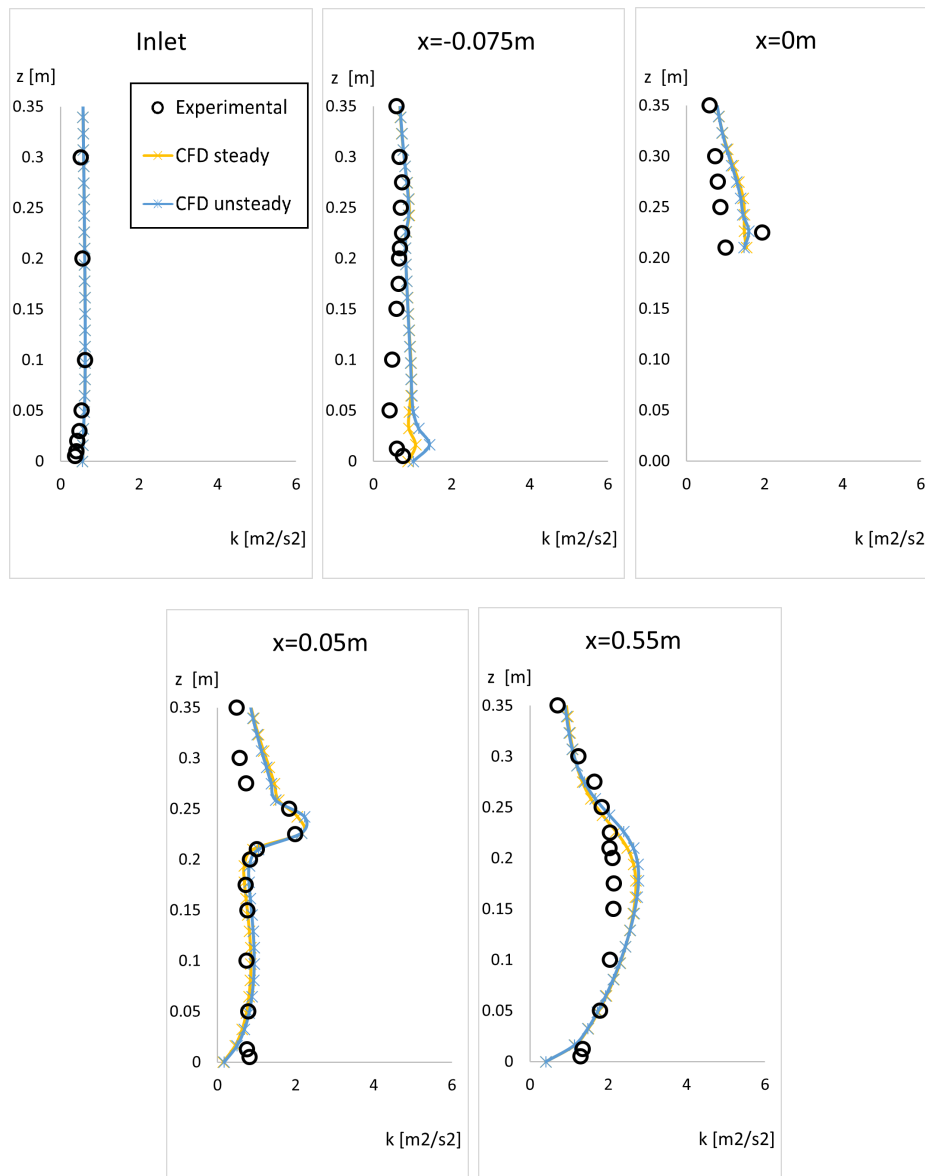 Inlet
z [m]
0.35
0.3
0.25
0.2
0.15
0.1
0.05
0
0 2 4 6
k [m2/s2]
Experimental
CFD steady
CFD unsteady
x=-0.075m
z [m]
0.35
0.3
0.25
0.2
0.15
0.1
0.05
0
0 2 4 6
k [m2/s2]
x=0m
z [m]
0.35
0.30
0.25
0.20
0.15
0.10
0.05
0.00
0 2 4 6
k [m2/s2
x=0.05m
z [m]
0.35
0.3
0.25
0.2
0.15
0.1
0.05
0
0 2 4 6
k [m2/s2]
x=0.55m
z [m]
0.35
0.3
0.25
0.2
0.15
0.1
0.05
0
0 2 4 6
k [m2/s2]